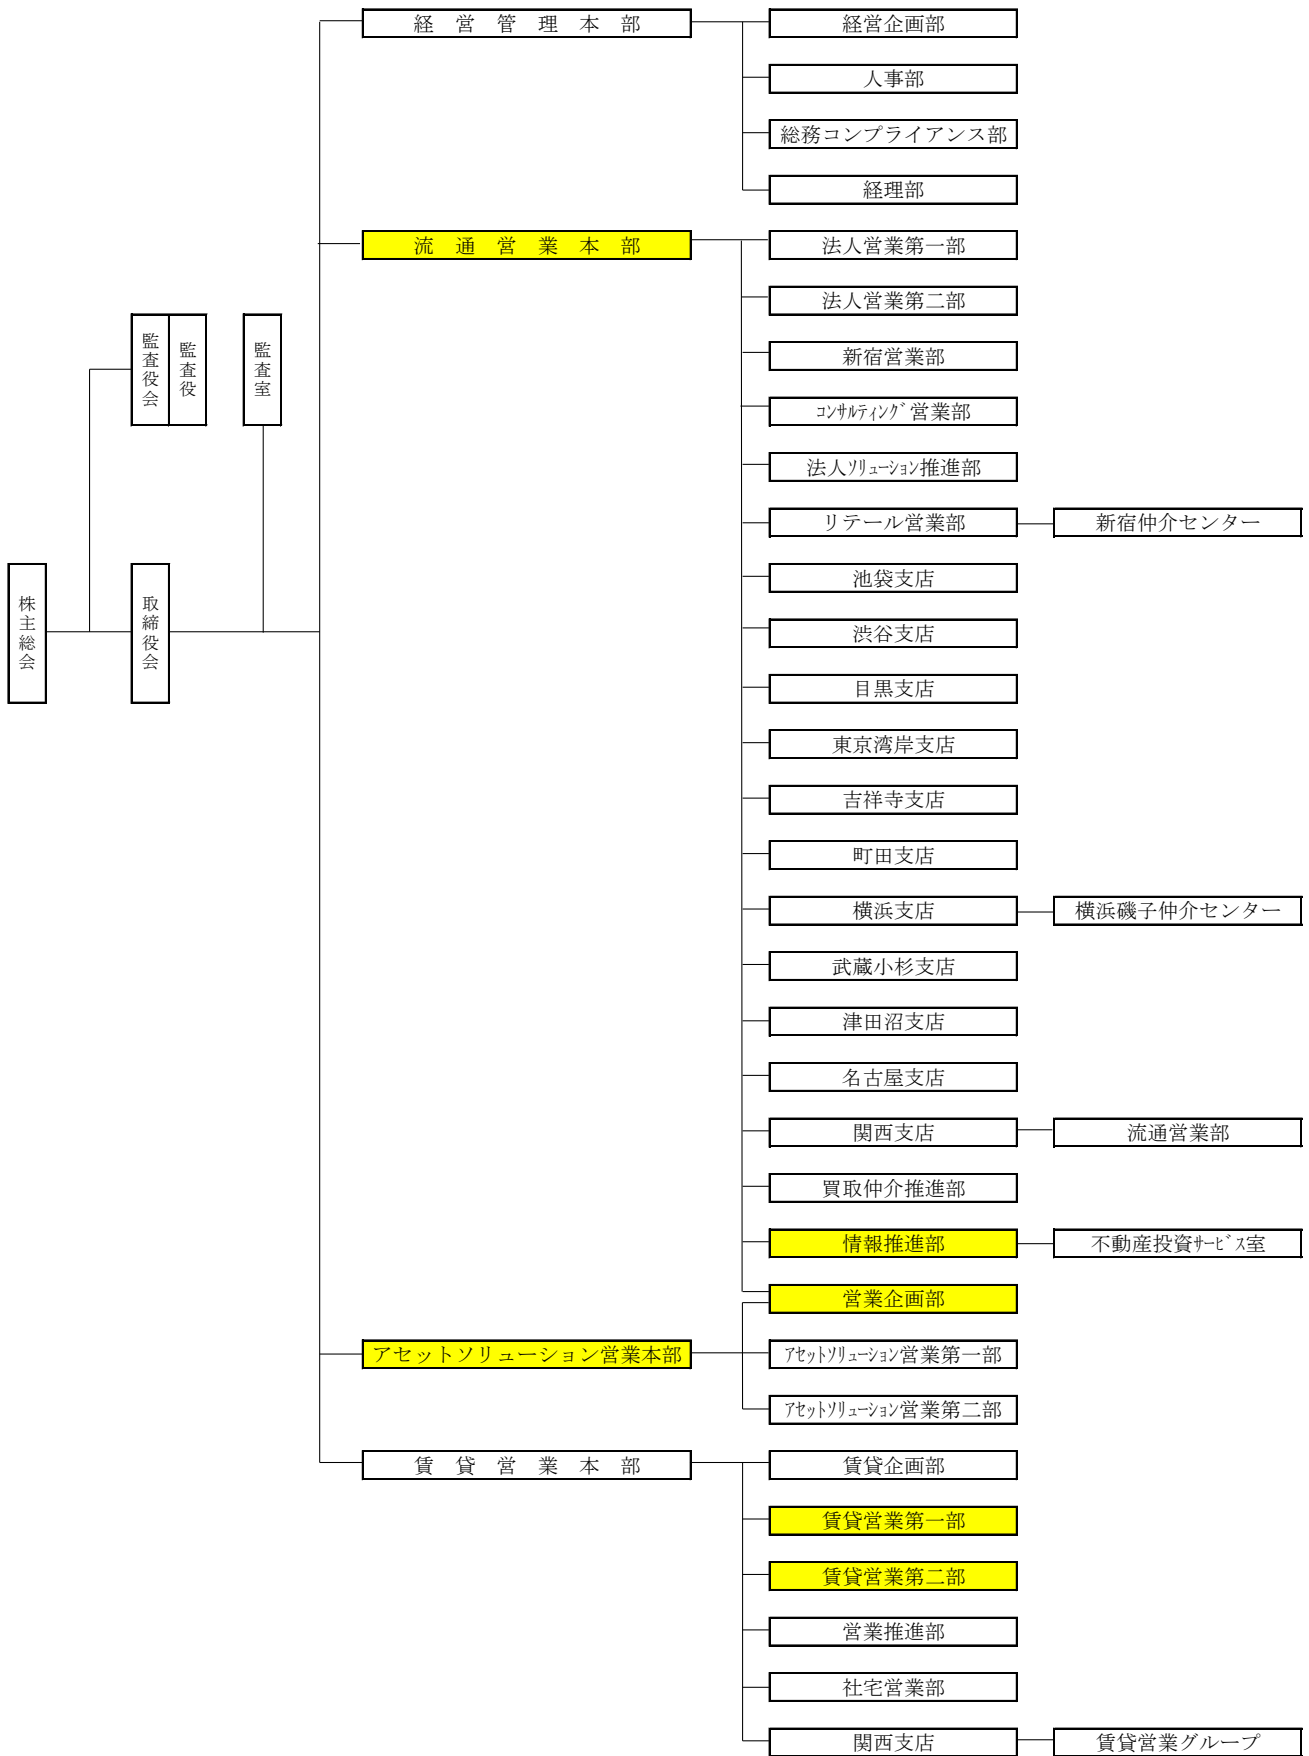 経営管理本部
経営企画部
人事部
総務コンプライアンス部
経理部
流通営業本部
法人営業第一部
法人営業第二部
監査役会
監査役
監査室
新宿営業部
ｺﾝｻﾙﾃｨﾝｸﾞ営業部
法人ｿﾘｭｰｼｮﾝ推進部
リテール営業部
新宿仲介センター
株主総会
取締役会
池袋支店
渋谷支店
目黒支店
東京湾岸支店
吉祥寺支店
町田支店
横浜支店
横浜磯子仲介センター
武蔵小杉支店
津田沼支店
名古屋支店
関西支店
流通営業部
買取仲介推進部
情報推進部
不動産投資ｻｰﾋﾞｽ室
営業企画部
アセットソリューション営業本部
ｱｾｯﾄｿﾘｭｰｼｮﾝ営業第一部
ｱｾｯﾄｿﾘｭｰｼｮﾝ営業第二部
賃貸営業本部
賃貸企画部
賃貸営業第一部
賃貸営業第二部
営業推進部
社宅営業部
関西支店
賃貸営業グループ